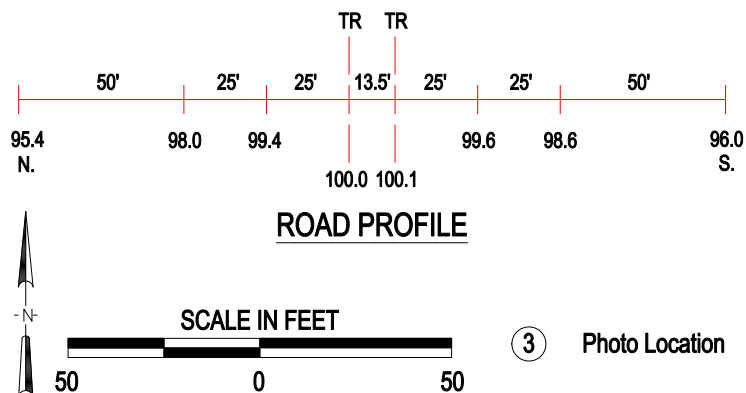 TR TR
50' 25' 25' 13.5' 25' 25' 50'
95.4 98.0 99.4 99.6 98.6 96.0
N. S.
100.0 100.1
ROAD PROFILE
-N-
SCALE IN FEET
3 Photo Location
50 0 50